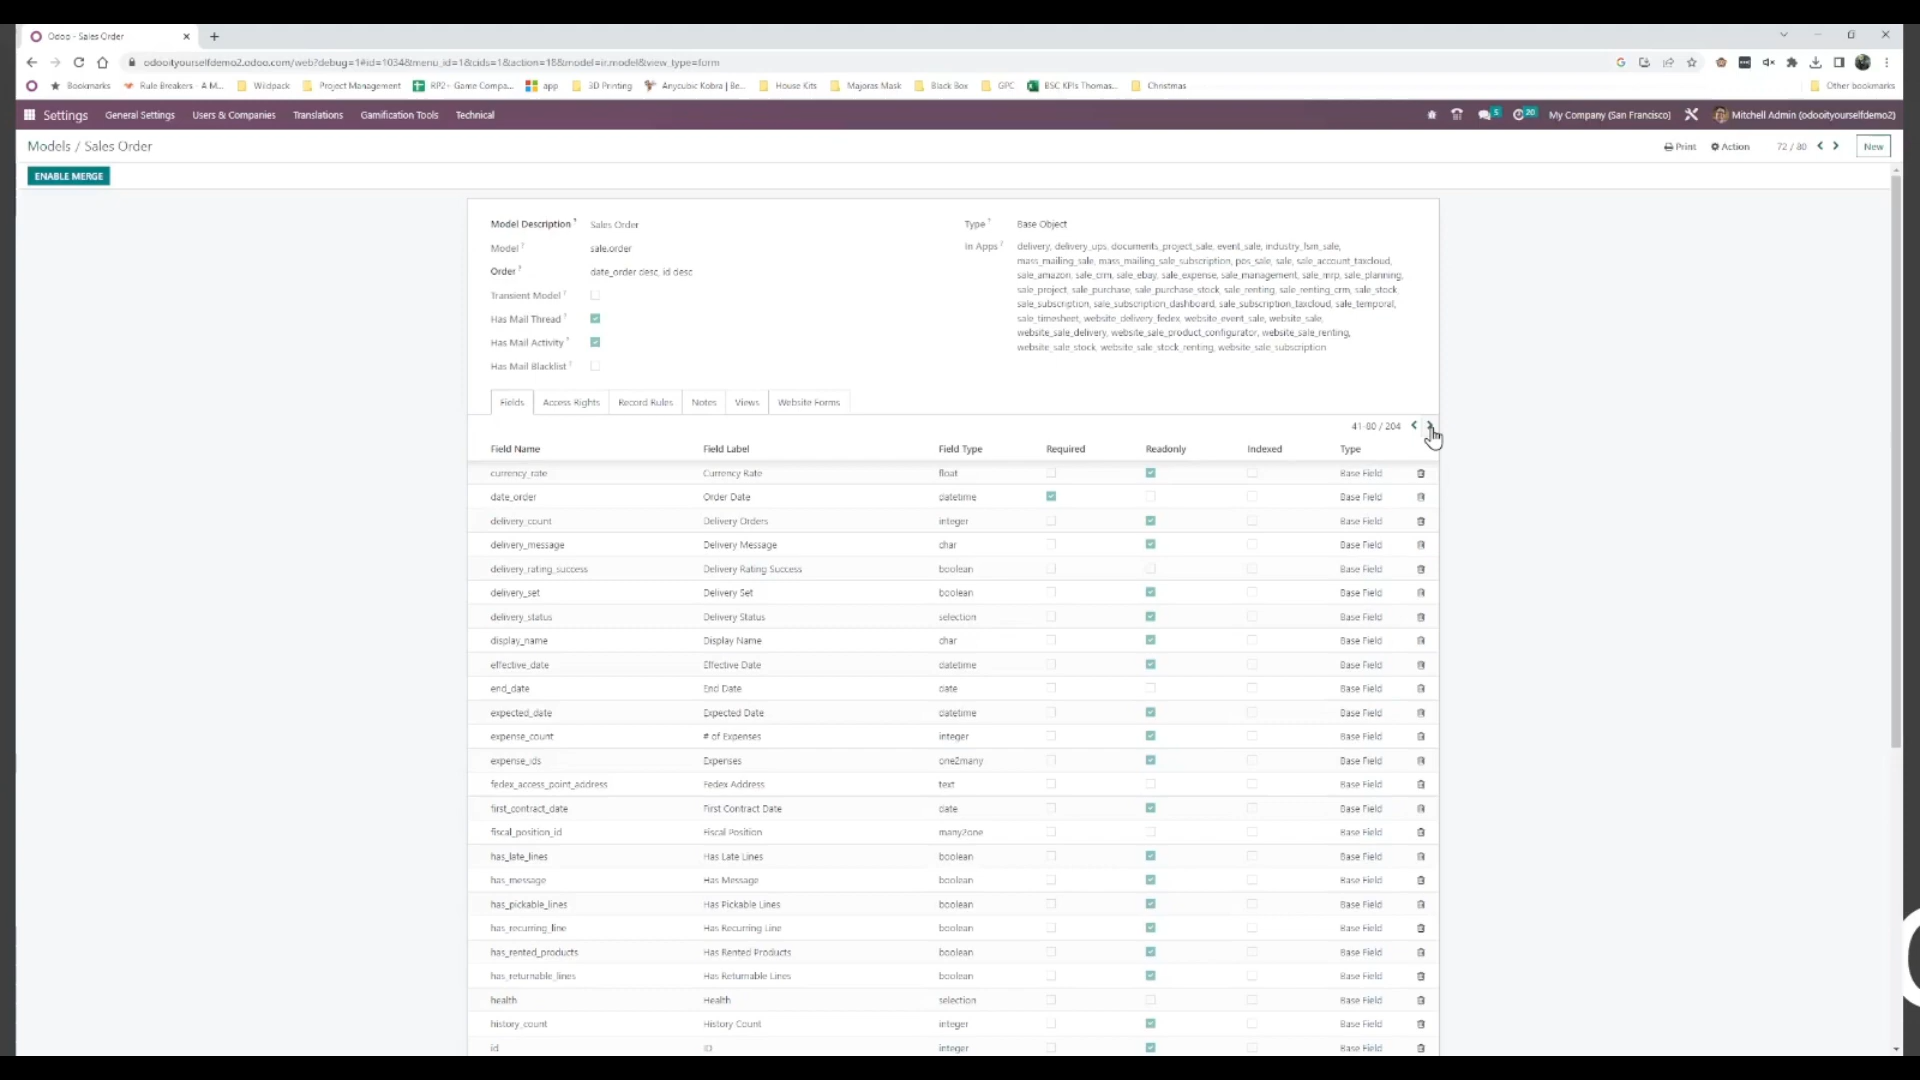 Odoo - Sales Order
odooityourselfdemo2.odoo.com/web?debug=1#id=1034&menu_id=1&cids=1&action=15&model=ir.model&view_type=form
Bookmarks Rule Breakers - A M... Wildpack Project Management RP2+ Game Compa... app 3D Printing Anycubic Kobra | Be... House Kits Majoras Mask Black Box GPC BSC KPIs Thomas... Christmas Other bookmarks
Settings General Settings Users & Companies Translations Gamification Tools Technical 5 20 My Company (San Francisco) Mitchell Admin (odooityourselfdemo2)
Models / Sales Order Print Action 72 / 80 New
ENABLE MERGE
Model Description ? Sales Order
Model ? sale.order
Order ? date_order desc, id desc
Transient Model ?
Has Mail Thread ?
Has Mail Activity ?
Has Mail Blacklist ?
Type ? Base Object
In Apps ? delivery, delivery_ups, documents_project_sale, event_sale, industry_fsm_sale,
mass_mailing_sale, mass_mailing_sale_subscription, pos_sale, sale, sale_account_taxcloud,
sale_amazon, sale_crm, sale_ebay, sale_expense, sale_management, sale_mrp, sale_planning,
sale_project, sale_purchase, sale_purchase_stock, sale_renting, sale_renting_crm, sale_stock,
sale_subscription, sale_subscription_dashboard, sale_subscription_taxcloud, sale_temporal,
sale_timesheet, website_delivery_fedex, website_event_sale, website_sale,
website_sale_delivery, website_sale_product_configurator, website_sale_renting,
website_sale_stock, website_sale_stock_renting, website_sale_subscription
Fields Access Rights Record Rules Notes Views Website Forms
41-80 / 204
Field Name Field Label Field Type Required Readonly Indexed Type
currency_rate Currency Rate float Base Field
date_order Order Date datetime Base Field
delivery_count Delivery Orders integer Base Field
delivery_message Delivery Message char Base Field
delivery_rating_success Delivery Rating Success boolean Base Field
delivery_set Delivery Set boolean Base Field
delivery_status Delivery Status selection Base Field
display_name Display Name char Base Field
effective_date Effective Date datetime Base Field
end_date End Date date Base Field
expected_date Expected Date datetime Base Field
expense_count # of Expenses integer Base Field
expense_ids Expenses one2many Base Field
fedex_access_point_address Fedex Address text Base Field
first_contract_date First Contract Date date Base Field
fiscal_position_id Fiscal Position many2one Base Field
has_late_lines Has Late Lines boolean Base Field
has_message Has Message boolean Base Field
has_pickable_lines Has Pickable Lines boolean Base Field
has_recurring_line Has Recurring Line boolean Base Field
has_rented_products Has Rented Products boolean Base Field
has_returnable_lines Has Returnable Lines boolean Base Field
health Health selection Base Field
history_count History Count integer Base Field
id ID integer Base Field